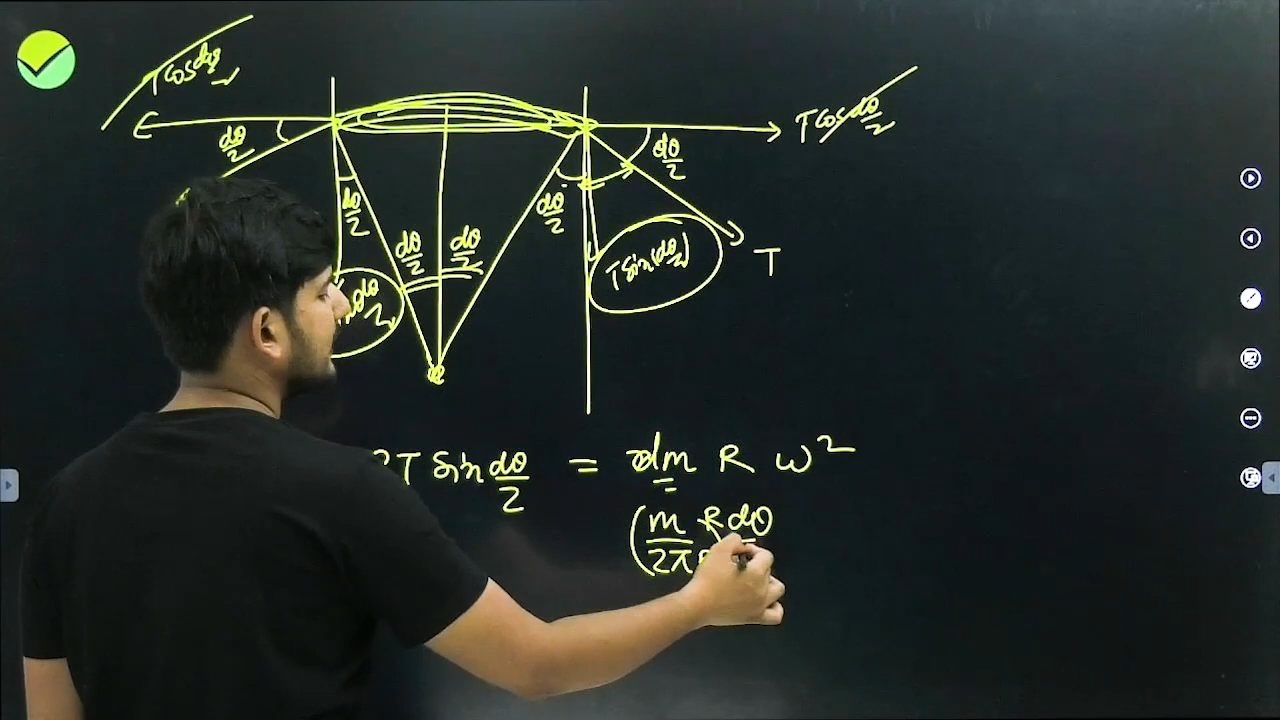 T cos dθ/2
T cos dθ/2
dθ/2
dθ/2
dθ/2
dθ/2
dθ/2
dθ/2
T sin(dθ/2)
T
dθ/2
2T sin dθ/2 = dm R ω²
(m/2πR R dθ